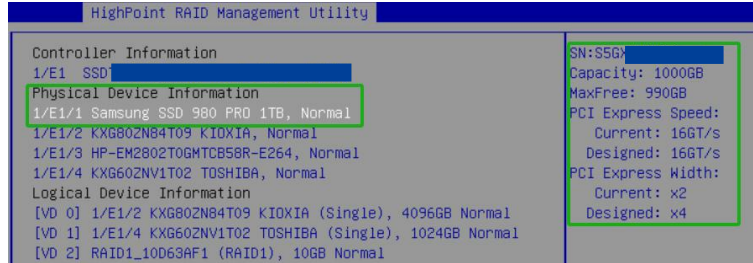 HighPoint RAID Management Utility
Controller Information
1/E1 SSD
Physical Device Information
1/E1/1 Samsung SSD 980 PRO 1TB, Normal
1/E1/2 KXG80ZN84T09 KIOXIA, Normal
1/E1/3 HP-EM2802T0GMTCB58R-E264, Normal
1/E1/4 KXG60ZNV1T02 TOSHIBA, Normal
Logical Device Information
[VD 0] 1/E1/2 KXG80ZN84T09 KIOXIA (Single), 4096GB Normal
[VD 1] 1/E1/4 KXG60ZNV1T02 TOSHIBA (Single), 1024GB Normal
[VD 2] RAID1_10D63AF1 (RAID1), 10GB Normal
SN:S5GX
Capacity: 1000GB
MaxFree: 990GB
PCI Express Speed:
Current: 16GT/s
Designed: 16GT/s
PCI Express Width:
Current: x2
Designed: x4